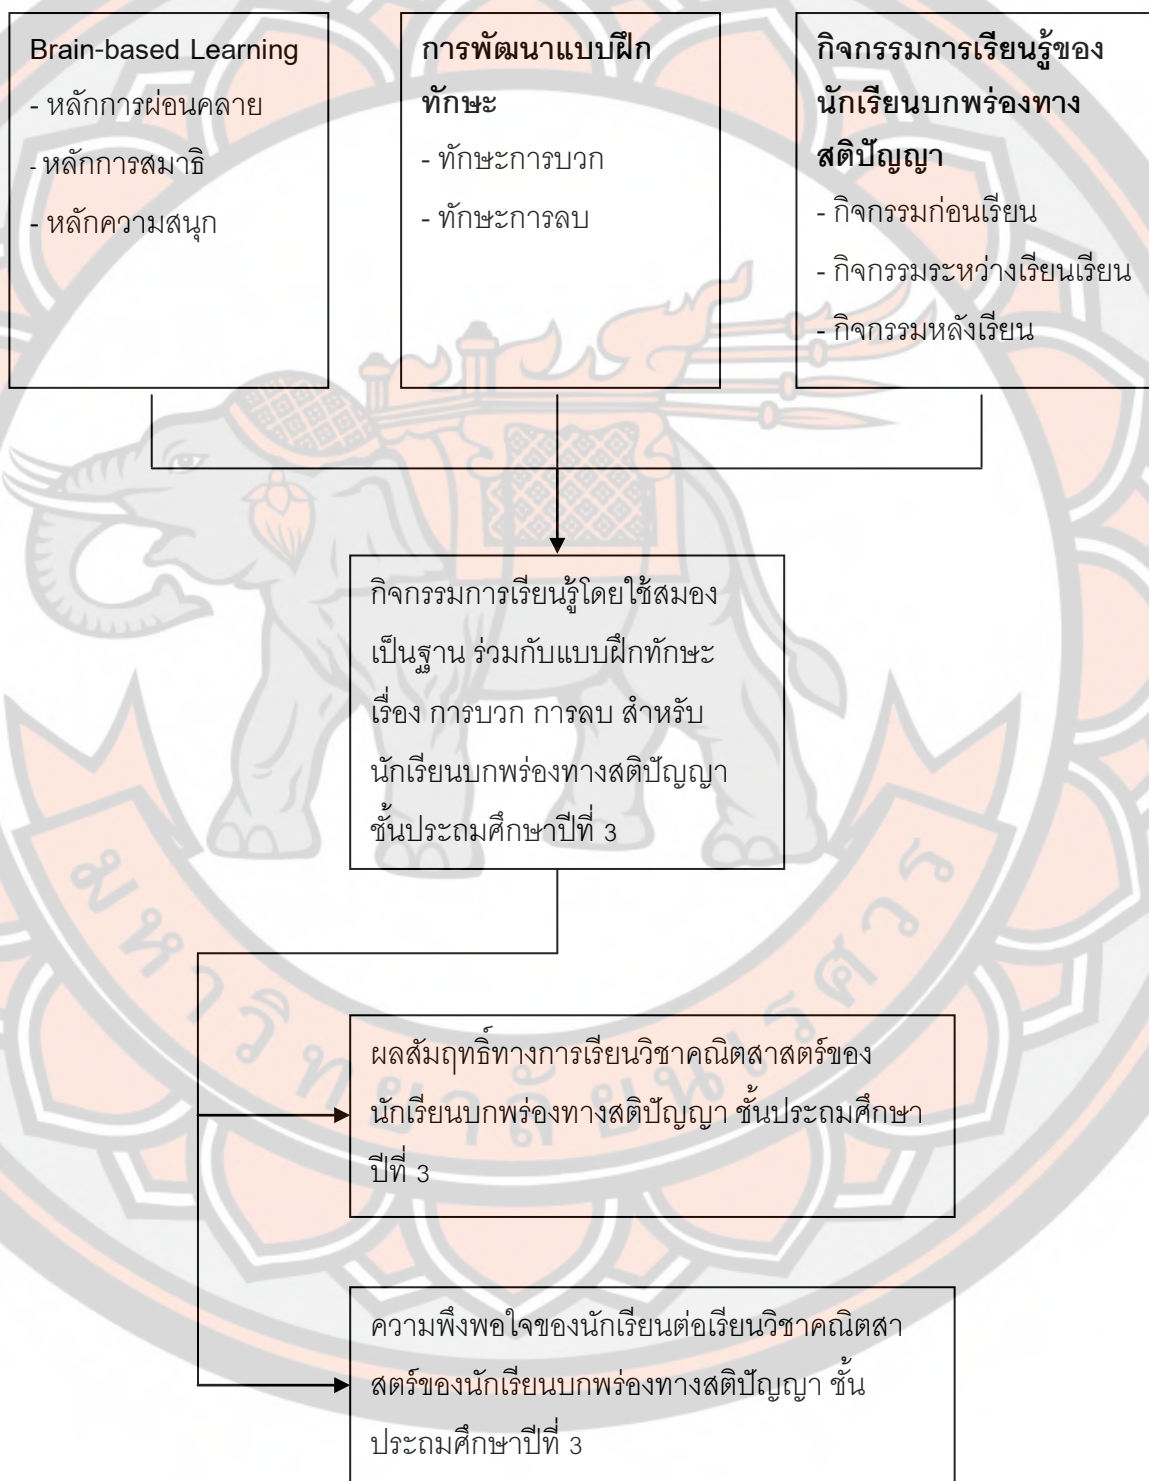 Brain-based Learning
- หลักการผ่อนคลาย
- หลักการสมาธิ
- หลักความสนุก
การพัฒนาแบบฝึก
ทักษะ
- ทักษะการบวก
- ทักษะการลบ
กิจกรรมการเรียนรู้ของ
นักเรียนบกพร่องทาง
สติปัญญา
- กิจกรรมก่อนเรียน
- กิจกรรมระหว่างเรียนเรียน
- กิจกรรมหลังเรียน
กิจกรรมการเรียนรู้โดยใช้สมอง
เป็นฐาน ร่วมกับแบบฝึกทักษะ
เรื่อง การบวก การลบ สำหรับ
นักเรียนบกพร่องทางสติปัญญา
ชั้นประถมศึกษาปีที่ 3
ผลสัมฤทธิ์ทางการเรียนวิชาคณิตสาสตร์ของ
นักเรียนบกพร่องทางสติปัญญา ชั้นประถมศึกษา
ปีที่ 3
ความพึงพอใจของนักเรียนต่อเรียนวิชาคณิตสา
สตร์ของนักเรียนบกพร่องทางสติปัญญา ชั้น
ประถมศึกษาปีที่ 3
มหาวิทยาลัยนเรศวร